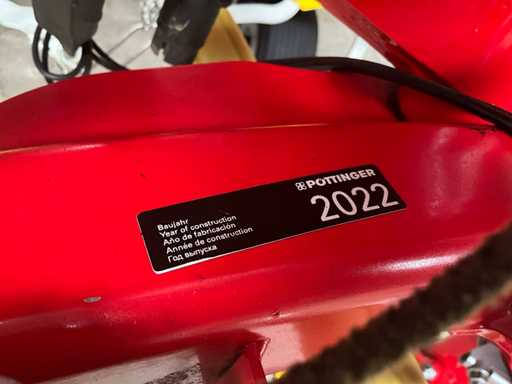 PÖTTINGER
2022
Baujahr
Year of construction
Año de fabricación
Année de construction
Год выпуска